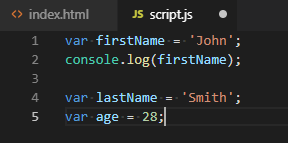 index.html JS script.js
1 var firstName = 'John';
2 console.log(firstName);
3
4 var lastName = 'Smith';
5 var age = 28;